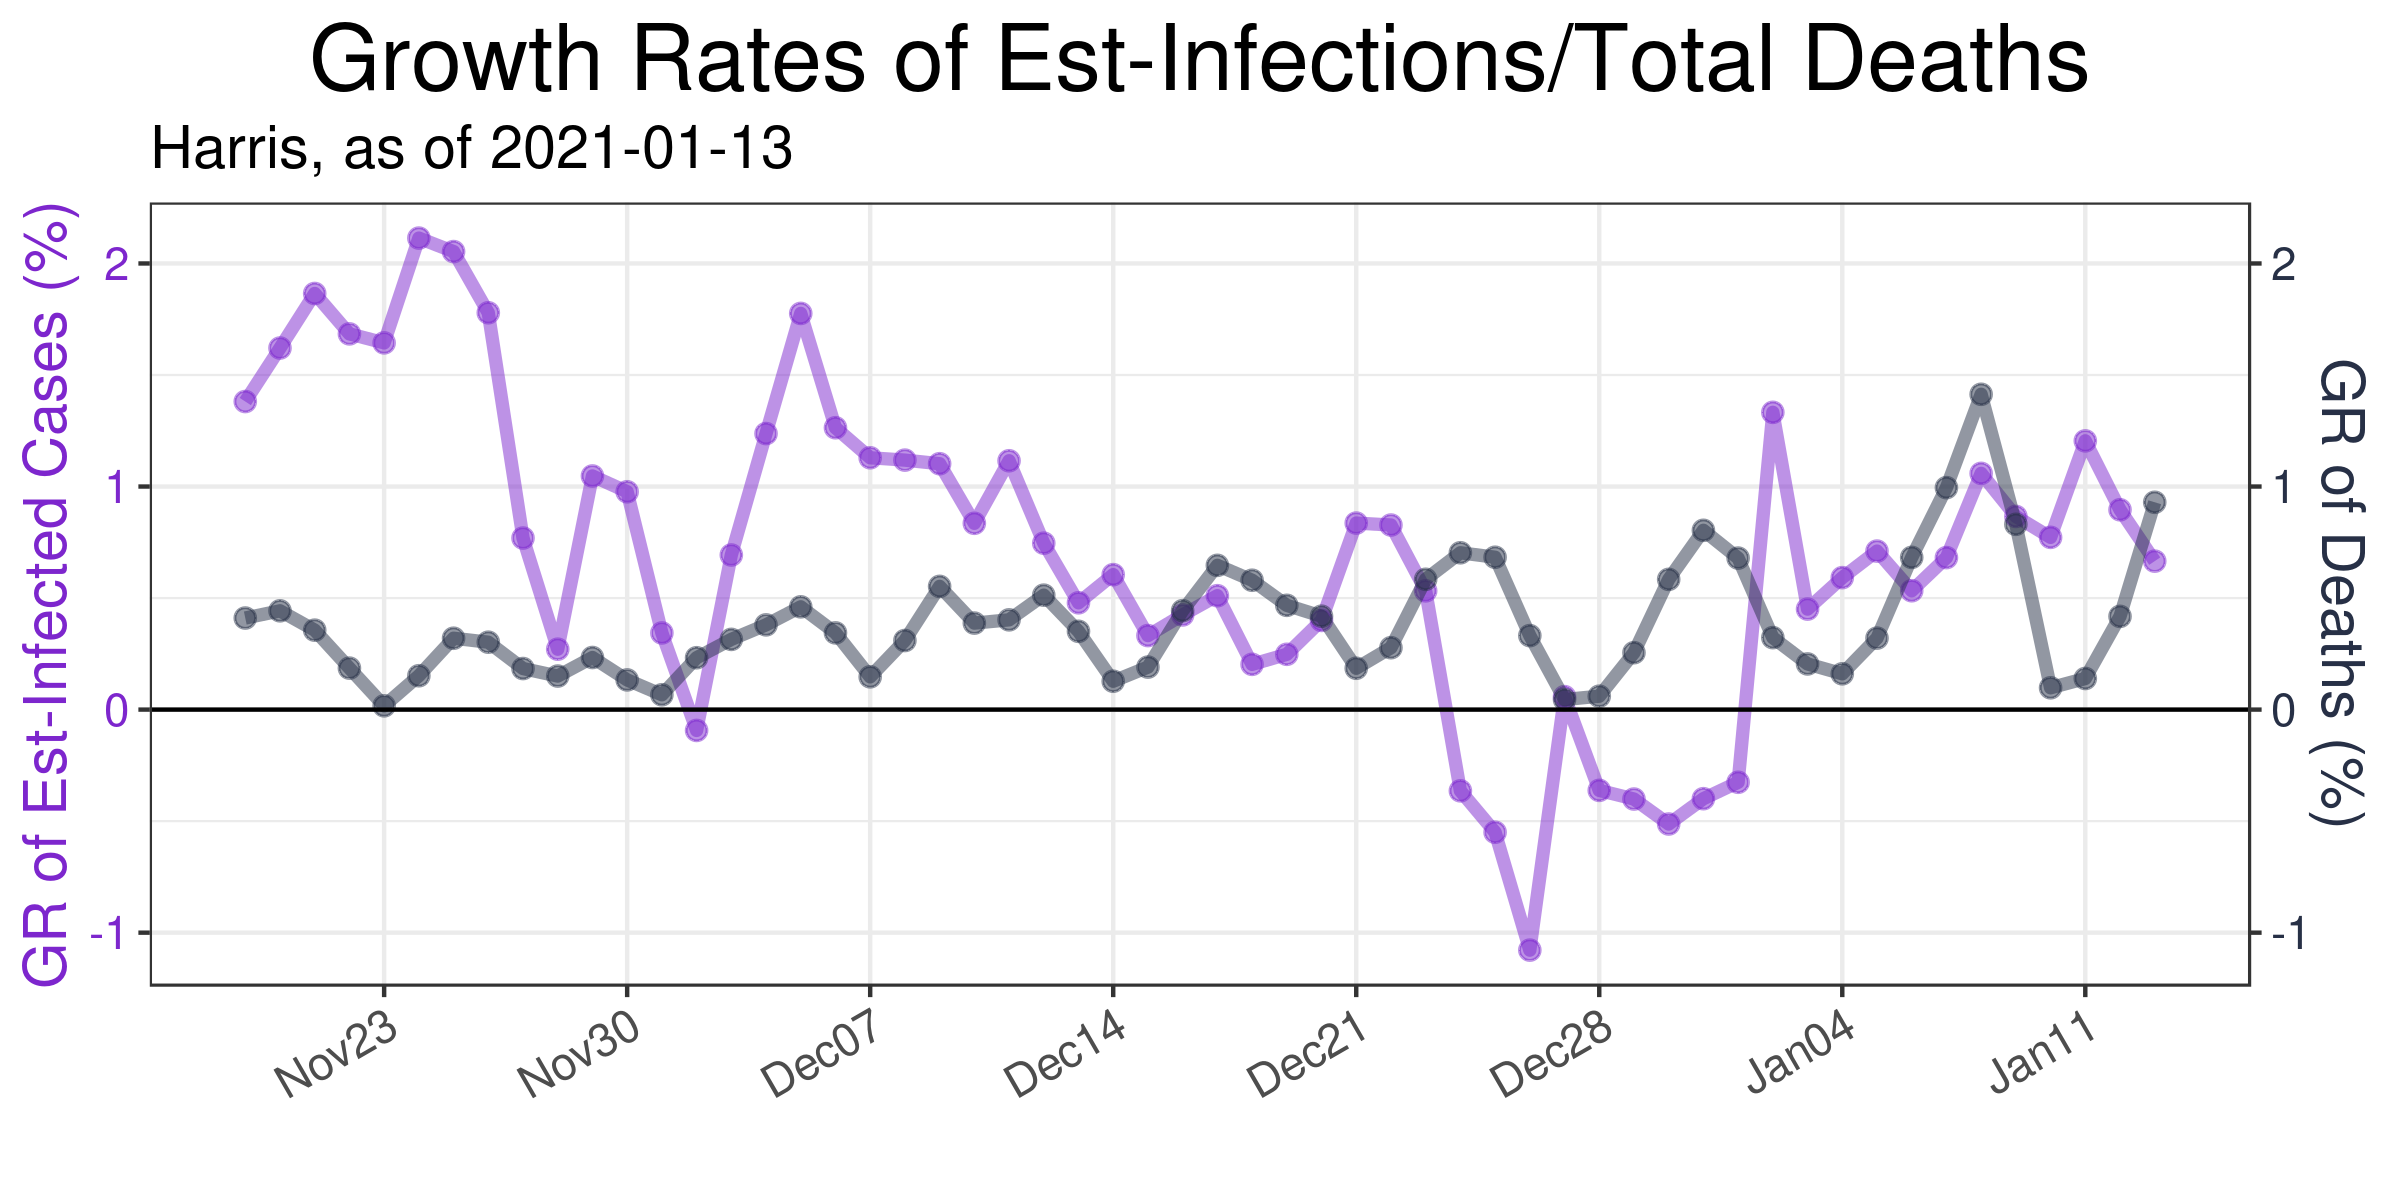 Growth Rates of Est-Infections/Total Deaths
Harris, as of 2021-01-13
GR of Est-Infected Cases (%)
2
1
0
-1
2
1
0
-1
GR of Deaths (%)
Nov23
Nov30
Dec07
Dec14
Dec21
Dec28
Jan04
Jan11